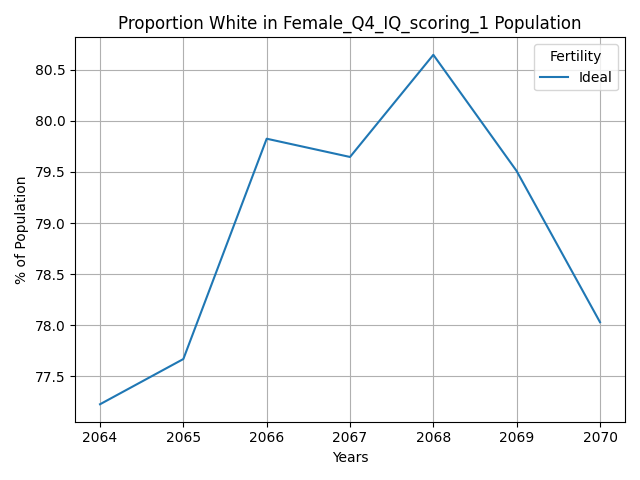 Proportion White in Female_Q4_IQ_scoring_1 Population
Fertility
Ideal
80.5
80.0
79.5
79.0
78.5
78.0
77.5
% of Population
2064 2065 2066 2067 2068 2069 2070
Years